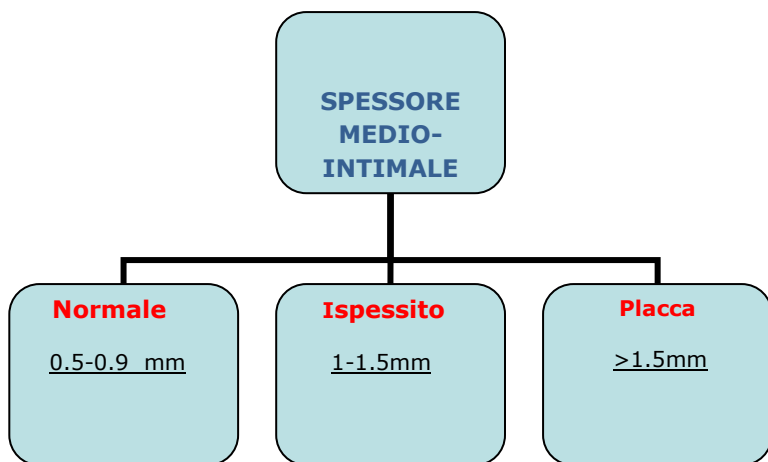 SPESSORE
MEDIO-
INTIMALE
Normale
0.5-0.9 mm
Ispessito
1-1.5mm
Placca
>1.5mm